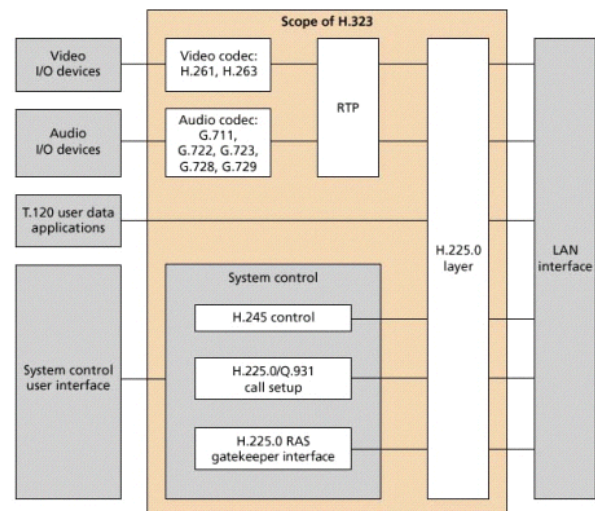 Scope of H.323
Video
I/O devices
Video codec:
H.261, H.263
RTP
Audio
I/O devices
Audio codec:
G.711,
G.722, G.723,
G.728, G.729
T.120 user data
applications
H.225.0
layer
LAN
interface
System control
user interface
System control
H.245 control
H.225.0/Q.931
call setup
H.225.0 RAS
gatekeeper interface